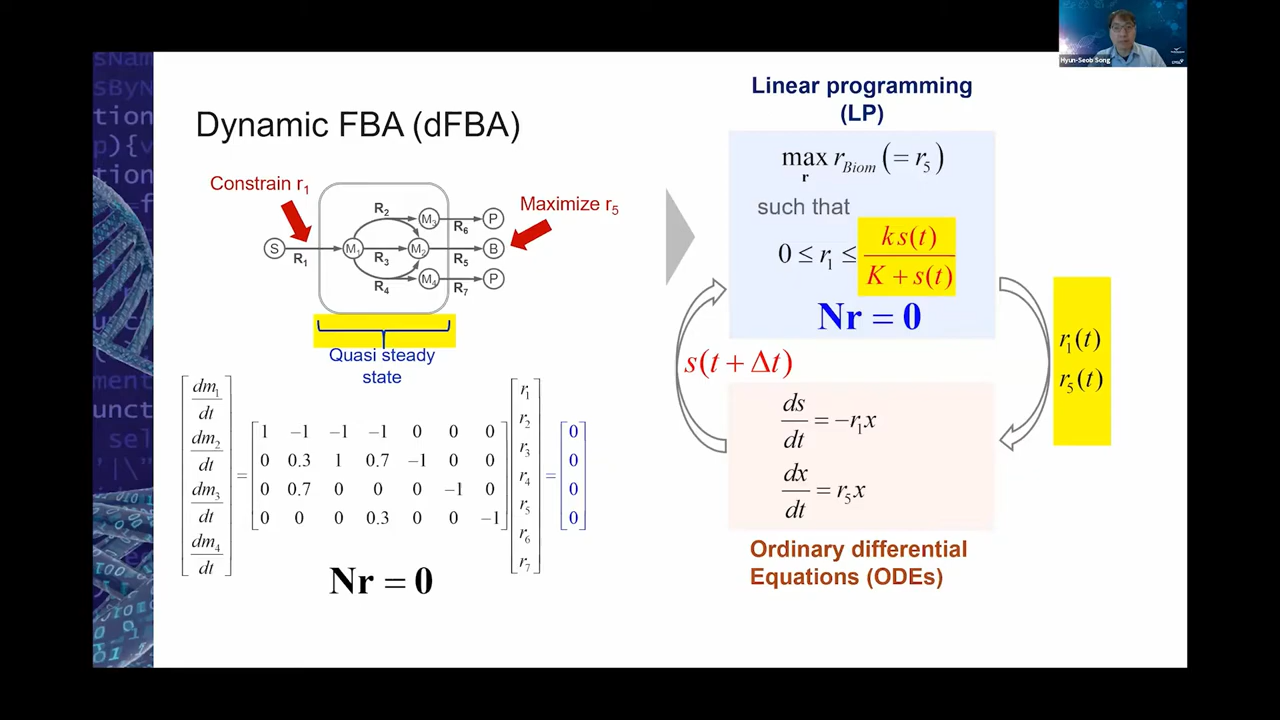 Hyun-Seob Song
Dynamic FBA (dFBA)
Constrain r₁
Maximize r₅
S
R₁
M₁
R₂
R₃
R₄
M₃
M₂
M₄
R₆
R₅
R₇
P
B
P
Quasi steady
state
dm₁/dt
dm₂/dt
dm₃/dt
dm₄/dt
=
1 −1 −1 −1 0 0 0
0 0.3 1 0.7 −1 0 0
0 0.7 0 0 0 −1 0
0 0 0 0.3 0 0 −1
r₁
r₂
r₃
r₄
r₅
r₆
r₇
=
0
0
0
0
Nr = 0
Linear programming
(LP)
max r_Biom (= r₅)
r
such that
0 ≤ r₁ ≤ ks(t) / K + s(t)
Nr = 0
s(t + Δt)
r₁(t)
r₅(t)
ds/dt = −r₁x
dx/dt = r₅x
Ordinary differential
Equations (ODEs)